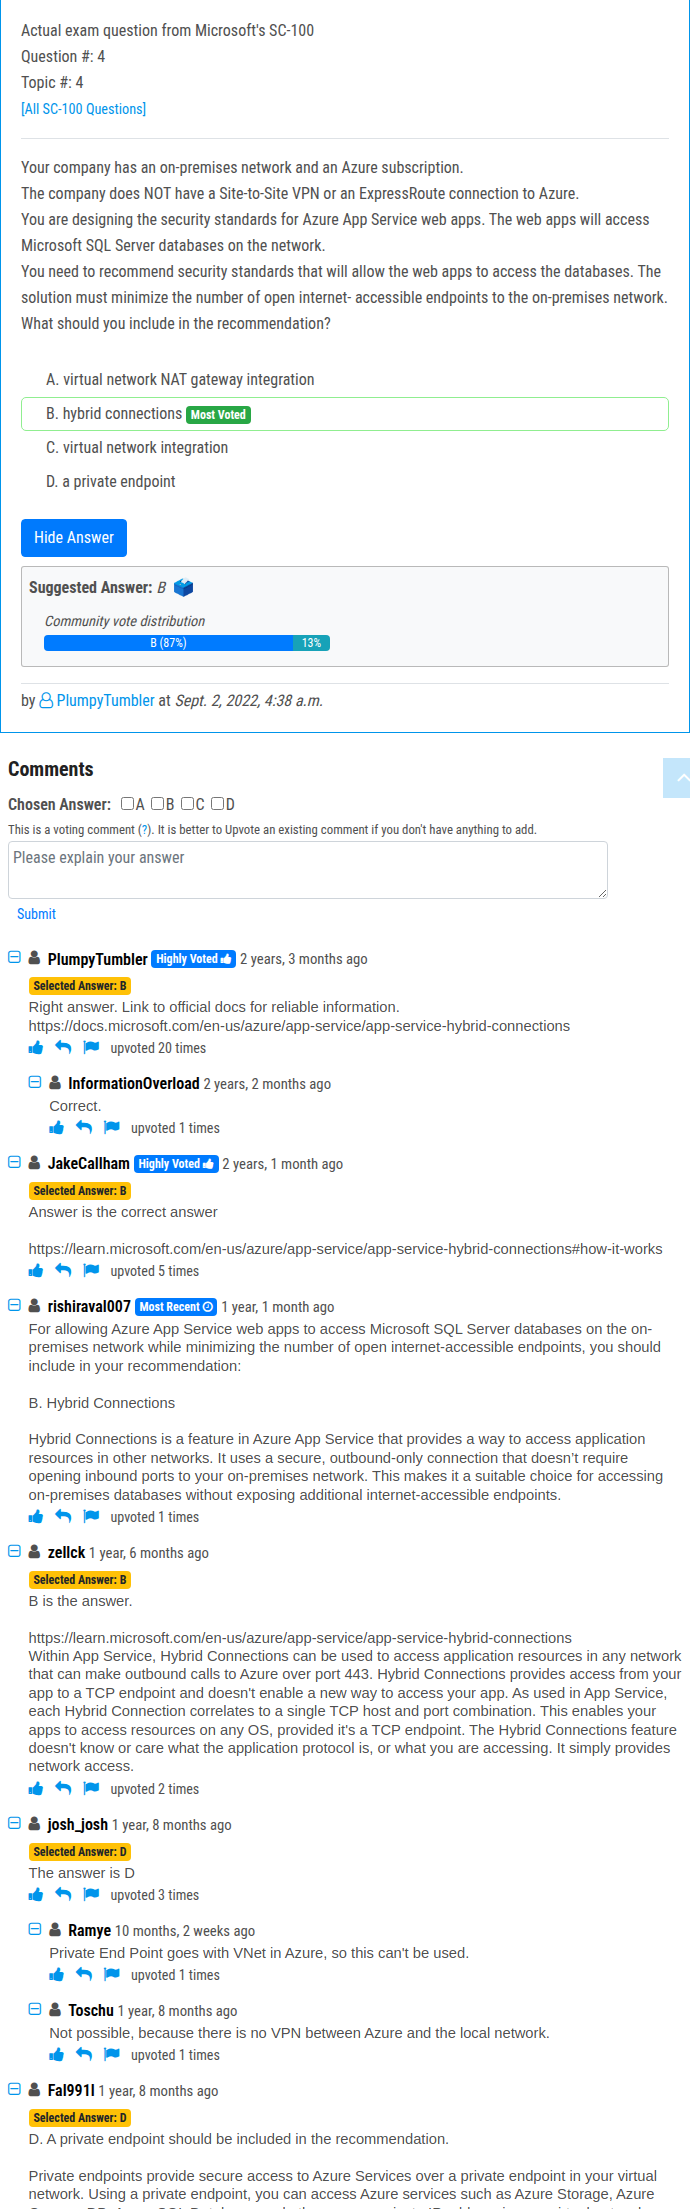 Actual exam question from Microsoft's SC-100
Question #: 4
Topic #: 4
[All SC-100 Questions]
Your company has an on-premises network and an Azure subscription.
The company does NOT have a Site-to-Site VPN or an ExpressRoute connection to Azure.
You are designing the security standards for Azure App Service web apps. The web apps will access
Microsoft SQL Server databases on the network.
You need to recommend security standards that will allow the web apps to access the databases. The
solution must minimize the number of open internet- accessible endpoints to the on-premises network.
What should you include in the recommendation?
A. virtual network NAT gateway integration
B. hybrid connections Most Voted
C. virtual network integration
D. a private endpoint
Hide Answer
Suggested Answer: B
Community vote distribution
B (87%) 13%
by PlumpyTumbler at Sept. 2, 2022, 4:38 a.m.
Comments
Chosen Answer: A B C D
This is a voting comment (?). It is better to Upvote an existing comment if you don't have anything to add.
Please explain your answer
Submit
PlumpyTumbler Highly Voted 2 years, 3 months ago
Selected Answer: B
Right answer. Link to official docs for reliable information.
https://docs.microsoft.com/en-us/azure/app-service/app-service-hybrid-connections
upvoted 20 times
InformationOverload 2 years, 2 months ago
Correct.
upvoted 1 times
JakeCallham Highly Voted 2 years, 1 month ago
Selected Answer: B
Answer is the correct answer
https://learn.microsoft.com/en-us/azure/app-service/app-service-hybrid-connections#how-it-works
upvoted 5 times
rishiraval007 Most Recent 1 year, 1 month ago
For allowing Azure App Service web apps to access Microsoft SQL Server databases on the on-
premises network while minimizing the number of open internet-accessible endpoints, you should
include in your recommendation:
B. Hybrid Connections
Hybrid Connections is a feature in Azure App Service that provides a way to access application
resources in other networks. It uses a secure, outbound-only connection that doesn't require
opening inbound ports to your on-premises network. This makes it a suitable choice for accessing
on-premises databases without exposing additional internet-accessible endpoints.
upvoted 1 times
zellck 1 year, 6 months ago
Selected Answer: B
B is the answer.
https://learn.microsoft.com/en-us/azure/app-service/app-service-hybrid-connections
Within App Service, Hybrid Connections can be used to access application resources in any network
that can make outbound calls to Azure over port 443. Hybrid Connections provides access from your
app to a TCP endpoint and doesn't enable a new way to access your app. As used in App Service,
each Hybrid Connection correlates to a single TCP host and port combination. This enables your
apps to access resources on any OS, provided it's a TCP endpoint. The Hybrid Connections feature
doesn't know or care what the application protocol is, or what you are accessing. It simply provides
network access.
upvoted 2 times
josh_josh 1 year, 8 months ago
Selected Answer: D
The answer is D
upvoted 3 times
Ramye 10 months, 2 weeks ago
Private End Point goes with VNet in Azure, so this can't be used.
upvoted 1 times
Toschu 1 year, 8 months ago
Not possible, because there is no VPN between Azure and the local network.
upvoted 1 times
Fal991l 1 year, 8 months ago
Selected Answer: D
D. A private endpoint should be included in the recommendation.
Private endpoints provide secure access to Azure Services over a private endpoint in your virtual
network. Using a private endpoint, you can access Azure services such as Azure Storage, Azure